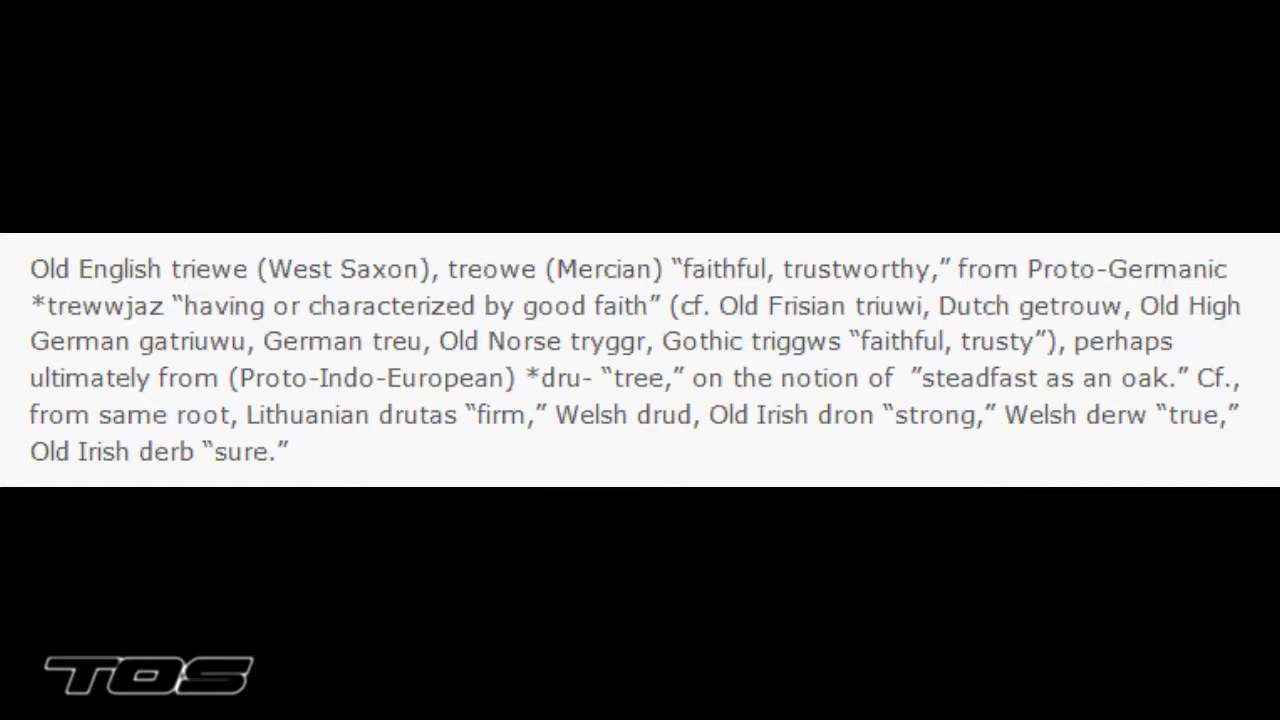 Old English triewe (West Saxon), treowe (Mercian) “faithful, trustworthy,” from Proto-Germanic
*trewwjaz “having or characterized by good faith” (cf. Old Frisian triuwi, Dutch getrouw, Old High
German gatriuwu, German treu, Old Norse tryggr, Gothic triggws “faithful, trusty”), perhaps
ultimately from (Proto-Indo-European) *dru- “tree,” on the notion of ”steadfast as an oak.” Cf.,
from same root, Lithuanian drutas “firm,” Welsh drud, Old Irish dron “strong,” Welsh derw “true,”
Old Irish derb “sure.”
TOS